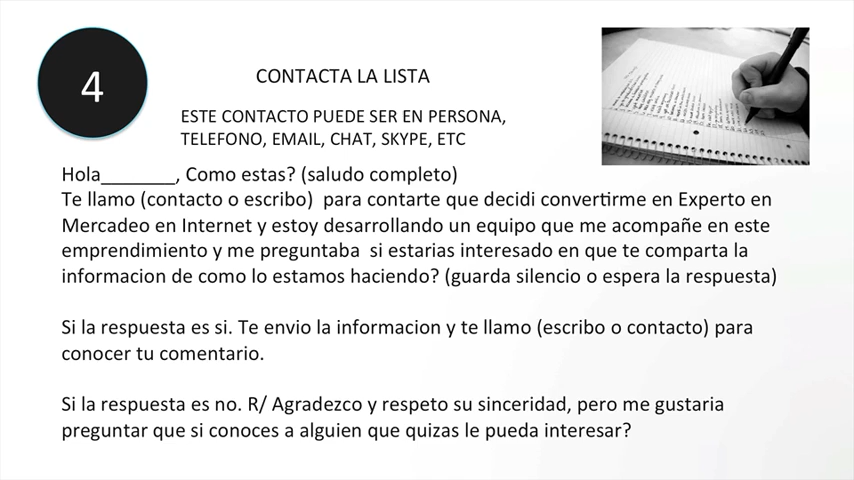 4
CONTACTA LA LISTA
ESTE CONTACTO PUEDE SER EN PERSONA,
TELEFONO, EMAIL, CHAT, SKYPE, ETC
Hola_______, Como estas? (saludo completo)
Te llamo (contacto o escribo)  para contarte que decidi convertirme en Experto en
Mercadeo en Internet y estoy desarrollando un equipo que me acompañe en este
emprendimiento y me preguntaba  si estarias interesado en que te comparta la
informacion de como lo estamos haciendo? (guarda silencio o espera la respuesta)
Si la respuesta es si. Te envio la informacion y te llamo (escribo o contacto) para
conocer tu comentario.
Si la respuesta es no. R/ Agradezco y respeto su sinceridad, pero me gustaria
preguntar que si conoces a alguien que quizas le pueda interesar?